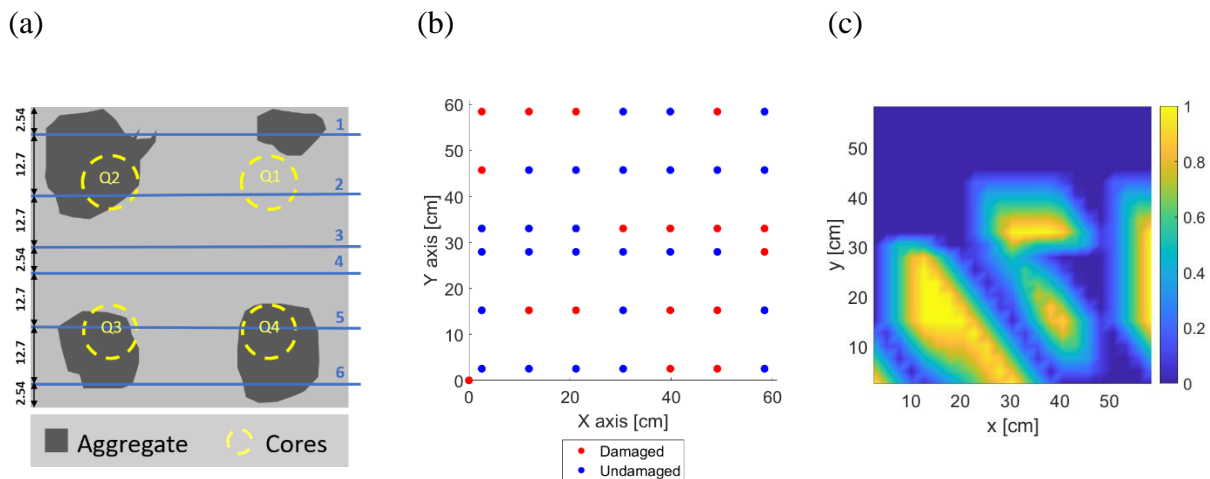 (a)
(b)
(c)
2.54
12.7
12.7
2.54
12.7
12.7
2.54
1
2
3
4
5
6
Q2
Q1
Q3
Q4
Aggregate
Cores
Y axis [cm]
60
50
40
30
20
10
0
0
20
40
60
X axis [cm]
Damaged
Undamaged
y [cm]
50
40
30
20
10
10
20
30
40
50
x [cm]
1
0.8
0.6
0.4
0.2
0